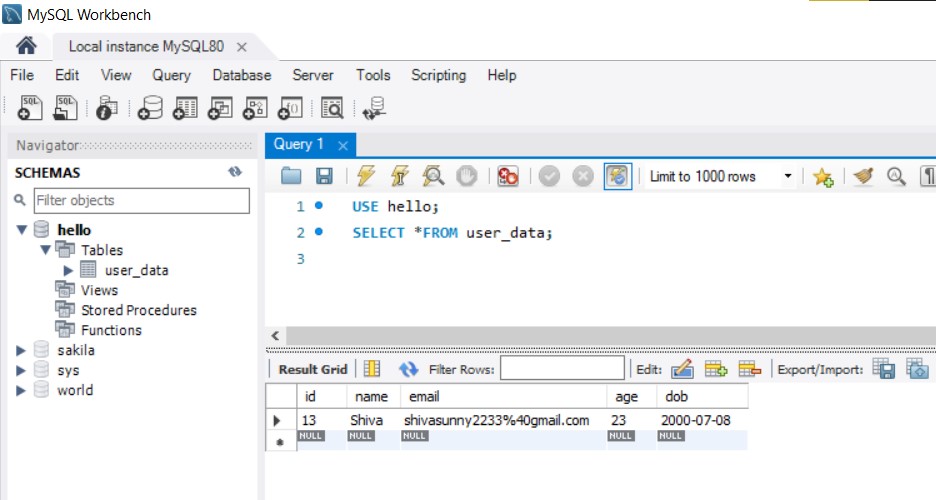 MySQL Workbench
Local instance MySQL80
File Edit View Query Database Server Tools Scripting Help
SQL SQL
Navigator
Query 1
SCHEMAS
Limit to 1000 rows
Filter objects
1 USE hello;
hello
2 SELECT *FROM user_data;
Tables
3
user_data
Views
Stored Procedures
Functions
sakila
sys
world
Result Grid Filter Rows: Edit: Export/Import:
id name email age dob
13 Shiva shivasunny2233%40gmail.com 23 2000-07-08
NULL NULL NULL NULL NULL